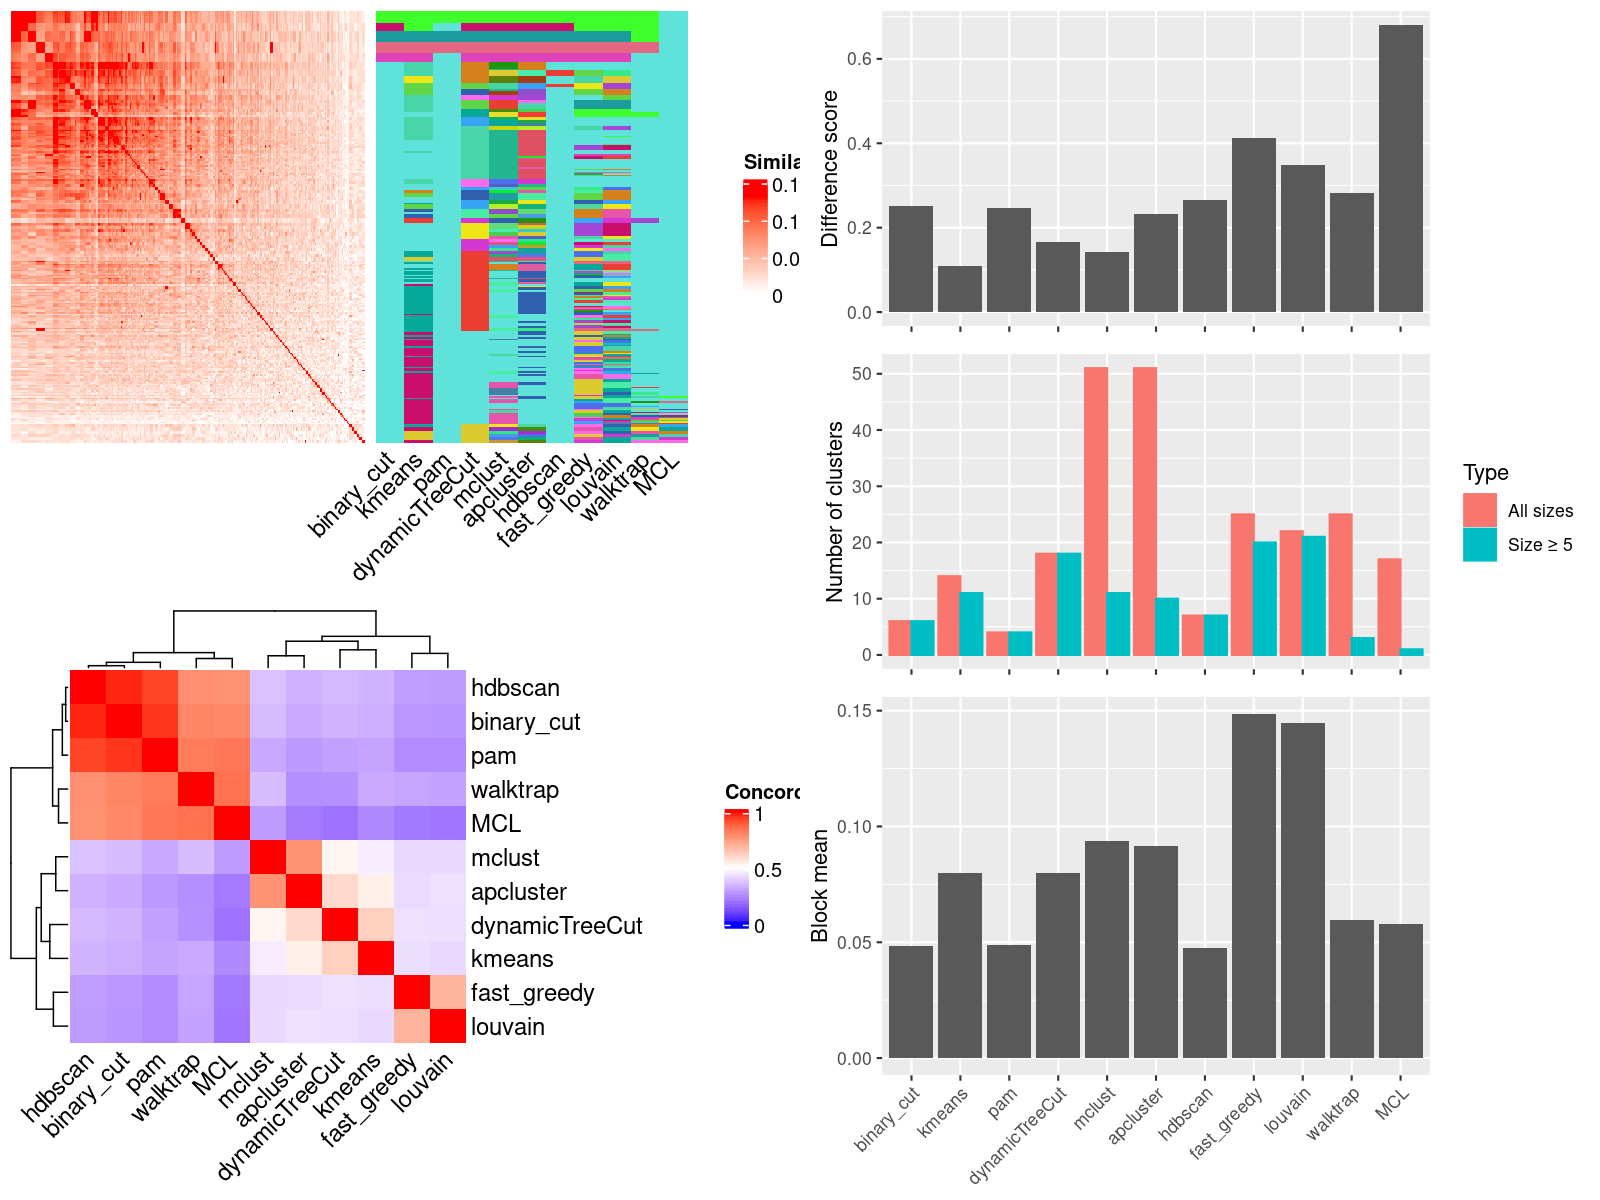 Simila
0.1
0.1
0.0
0
binary_cut
kmeans
pam
dynamicTreeCut
mclust
apcluster
hdbscan
fast_greedy
louvain
walktrap
MCL
hdbscan
binary_cut
pam
walktrap
MCL
mclust
apcluster
dynamicTreeCut
kmeans
fast_greedy
louvain
hdbscan
binary_cut
pam
walktrap
MCL
mclust
apcluster
dynamicTreeCut
kmeans
fast_greedy
louvain
Concord
1
0.5
0
Difference score
0.6
0.4
0.2
0.0
Number of clusters
50
40
30
20
10
0
Type
All sizes
Size ≥ 5
Block mean
0.15
0.10
0.05
0.00
binary_cut
kmeans
pam
dynamicTreeCut
mclust
apcluster
hdbscan
fast_greedy
louvain
walktrap
MCL